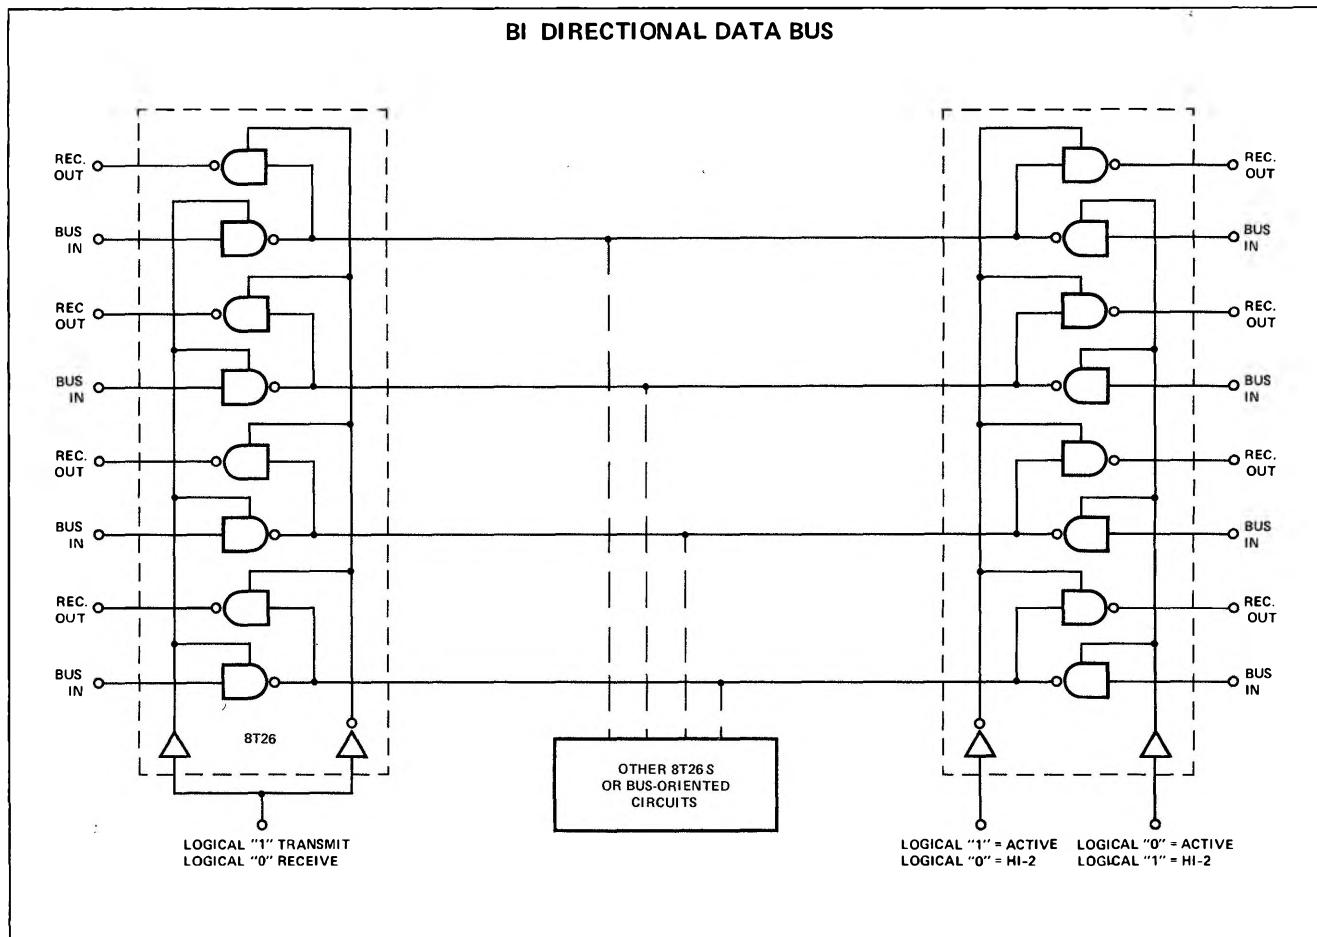 BI DIRECTIONAL DATA BUS
REC.
OUT
BUS
IN
REC
OUT
BUS
IN
REC.
OUT
BUS
IN
REC.
OUT
BUS
IN
REC.
OUT
BUS
IN
REC.
OUT
BUS
IN
REC.
OUT
BUS
IN
REC.
OUT
BUS
IN
8T26
OTHER 8T26 S
OR BUS-ORIENTED
CIRCUITS
LOGICAL "1" TRANSMIT
LOGICAL "0" RECEIVE
LOGICAL "1" = ACTIVE
LOGICAL "0" = HI-2
LOGICAL "0" = ACTIVE
LOGICAL "1" = HI-2